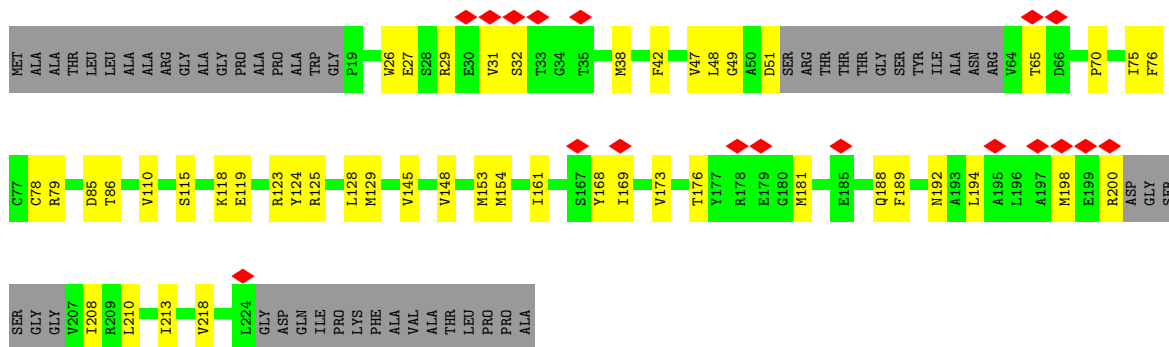 MET ALA ALA THR LEU LEU ALA ALA ARG GLY ALA GLY PRO ALA PRO ALA TRP GLY P19 W26 E27 S28 R29 E30 V31 S32 T33 G34 T35 M38 F42 V47 L48 G49 A50 D51 SER ARG THR THR THR GLY SER TYR ILE ALA ASN ARG V64 T65 D66 P70 I75 F76
C77 C78 R79 D85 T86 V110 S115 K118 E119 R123 Y124 R125 L128 M129 V145 V148 M153 M154 I161 S167 Y168 I169 V173 T176 Y177 R178 E179 G180 M181 E185 Q188 F189 N192 A193 L194 A195 L196 A197 M198 E199 R200 ASP GLY SER
SER GLY GLY V207 I208 R209 L210 I213 V218 L224 GLY ASP GLN ILE PRO LYS PHE ALA VAL ALA THR LEU PRO PRO ALA